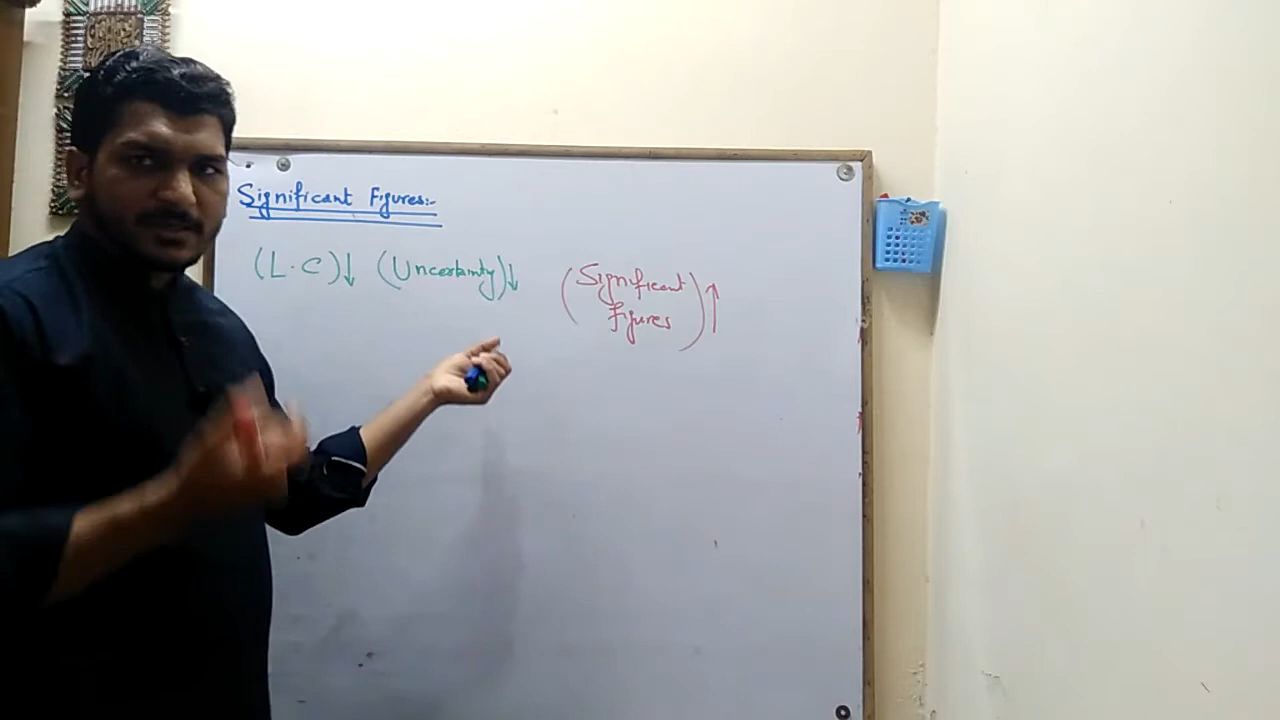 Significant Figures:-
(L.C)↓ (Uncertainty)↓ (Significant
Figures)↑